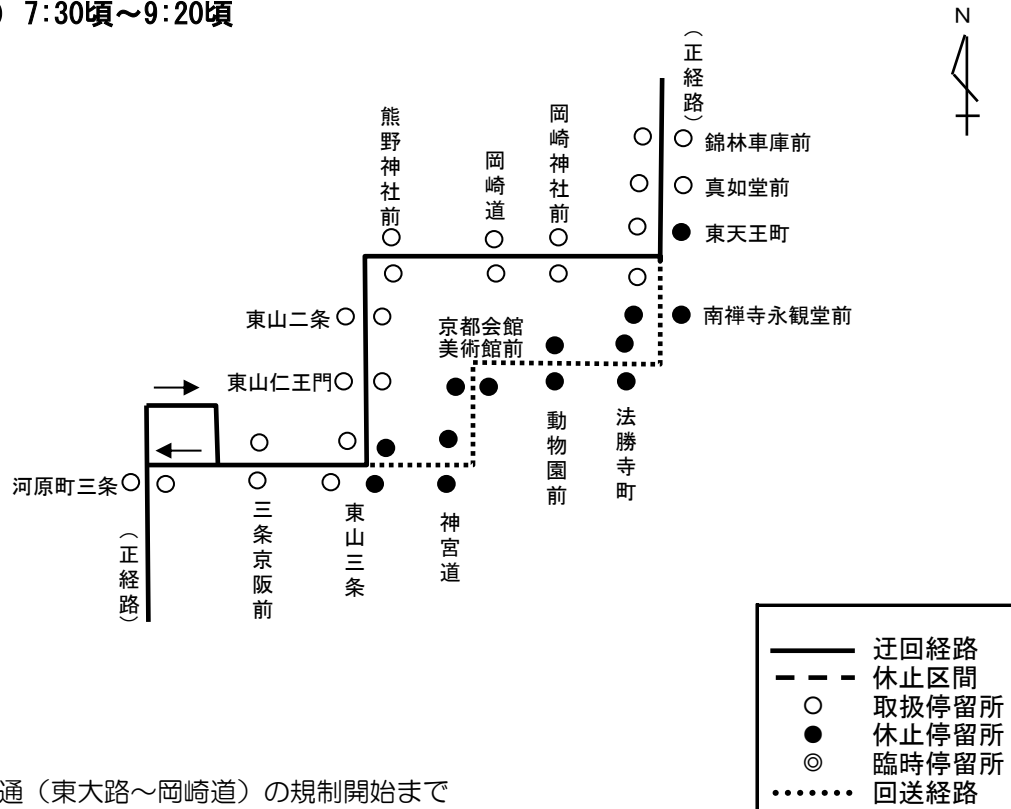 ) 7:30頃～9:20頃
N
（正経路）
熊野神社前
岡崎道
岡崎神社前
錦林車庫前
真如堂前
東天王町
東山二条
京都会館
美術館前
南禅寺永観堂前
東山仁王門
動物園前
法勝寺町
河原町三条
三条京阪前
東山三条
神宮道
（正経路）
迂回経路
休止区間
取扱停留所
休止停留所
臨時停留所
回送経路
通（東大路～岡崎道）の規制開始まで